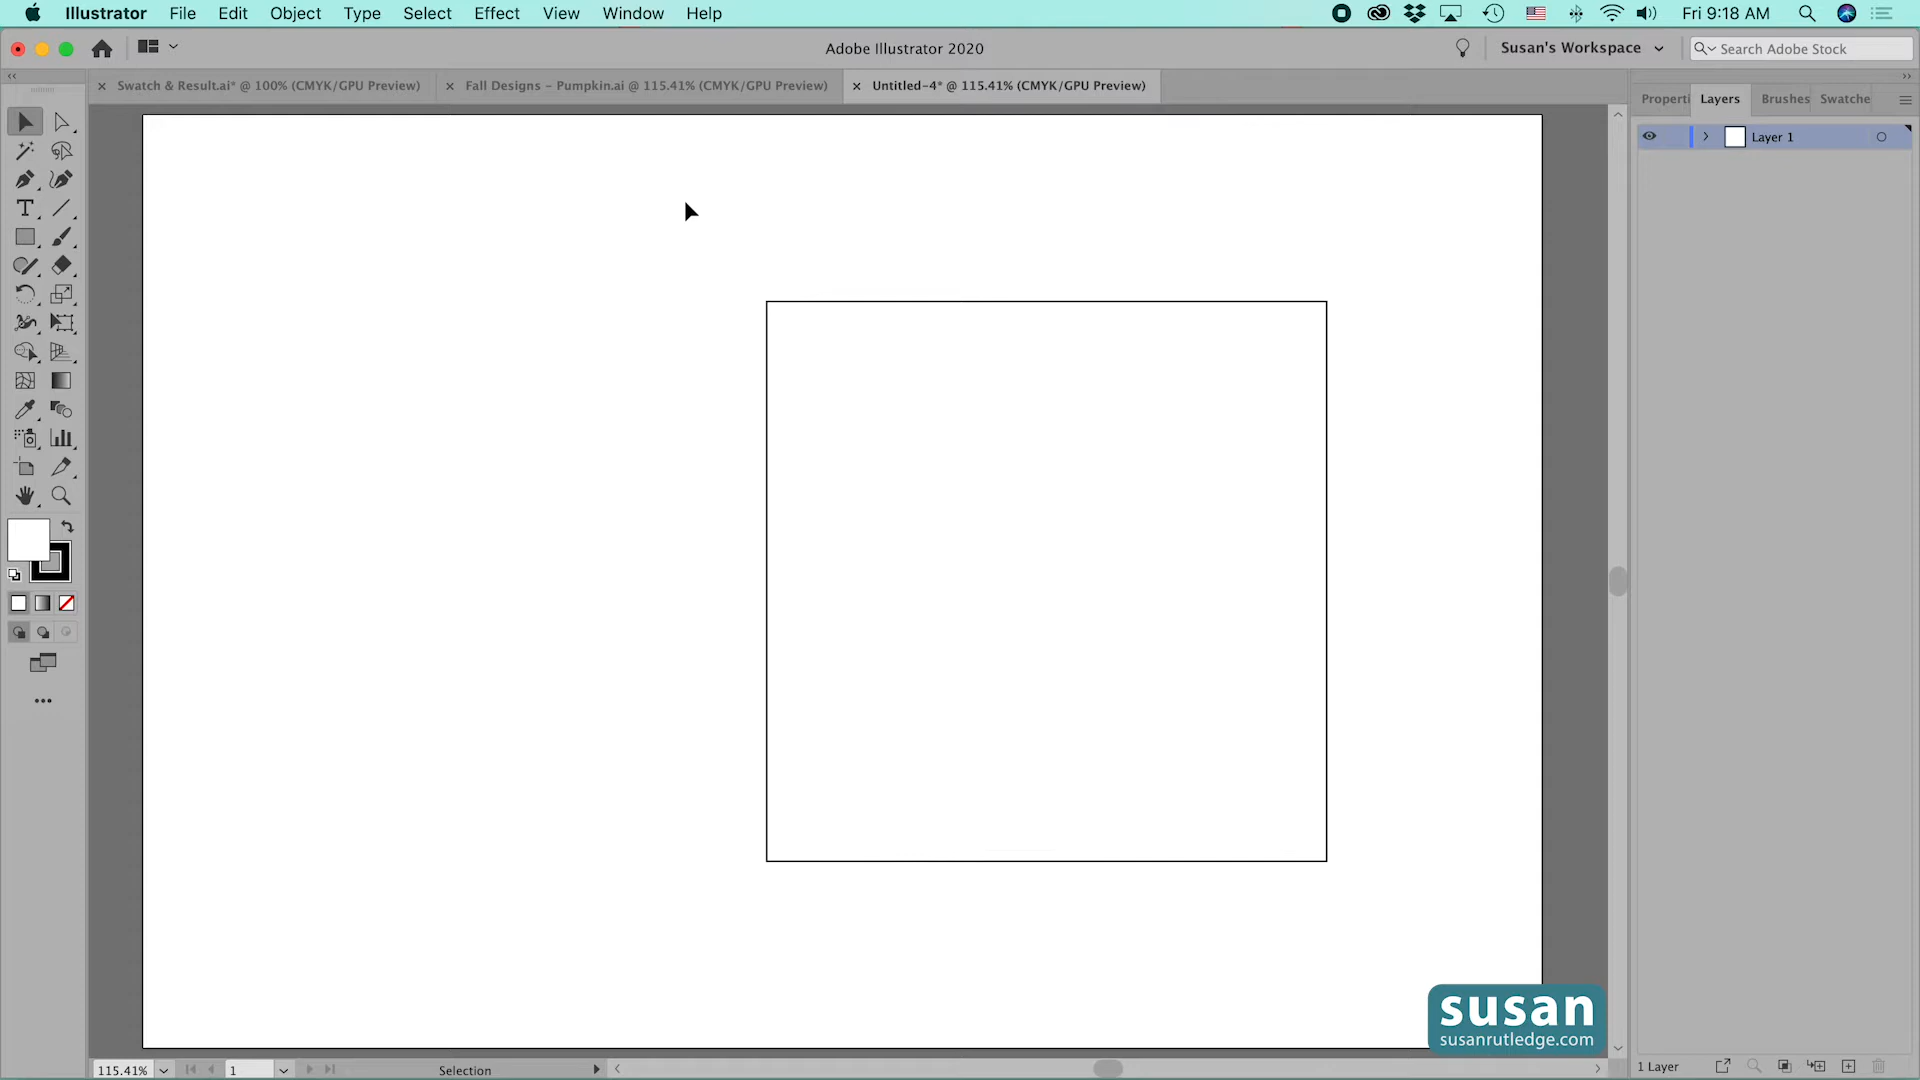 Illustrator File Edit Object Type Select Effect View Window Help Fri 9:18 AM
Adobe Illustrator 2020 Susan's Workspace Search Adobe Stock
Swatch & Result.ai* @ 100% (CMYK/GPU Preview) Fall Designs - Pumpkin.ai @ 115.41% (CMYK/GPU Preview) Untitled-4* @ 115.41% (CMYK/GPU Preview)
Properti Layers Brushes Swatche
Layer 1
susan
susanrutledge.com
115.41% 1 Selection 1 Layer